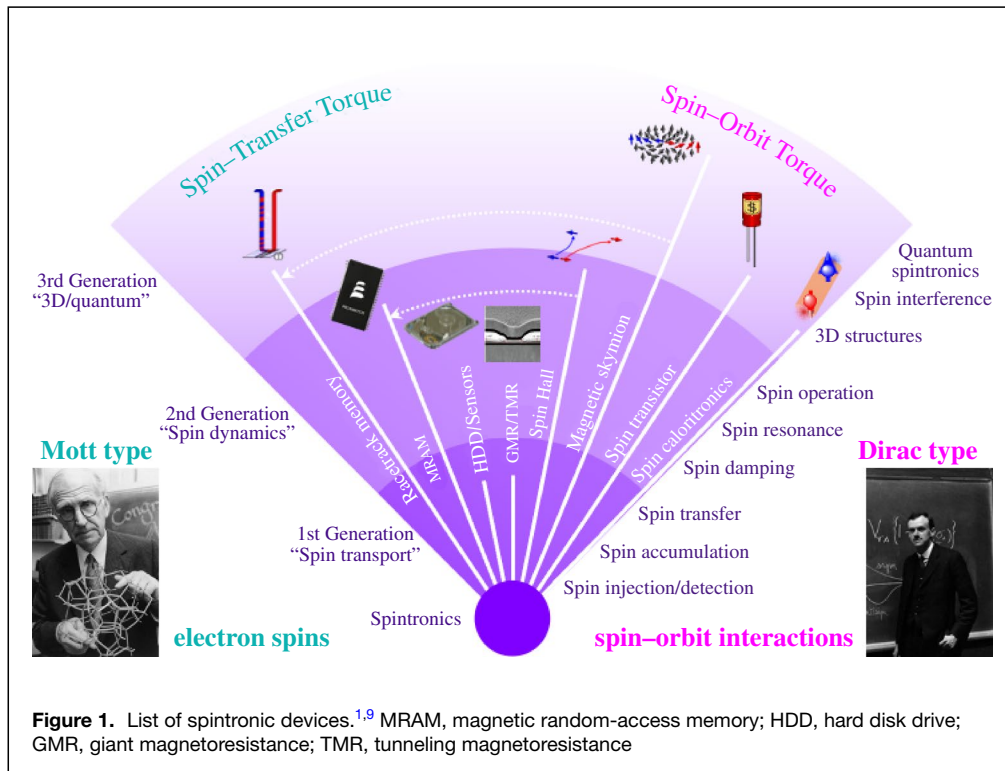 Spin–Transfer Torque
Spin–Orbit Torque
3rd Generation
“3D/quantum”
Quantum
spintronics
Spin interference
3D structures
2nd Generation
“Spin dynamics”
Spin operation
Spin resonance
Spin damping
1st Generation
“Spin transport”
Spin transfer
Spin accumulation
Spin injection/detection
Spintronics
Racetrack memory
MRAM
HDD/Sensors
GMR/TMR
Spin Hall
Magnetic skymion
Spin transistor
Spin caloritronics
Mott type
electron spins
Dirac type
spin–orbit interactions
$
Figure 1. List of spintronic devices.1,9 MRAM, magnetic random-access memory; HDD, hard disk drive;
GMR, giant magnetoresistance; TMR, tunneling magnetoresistance